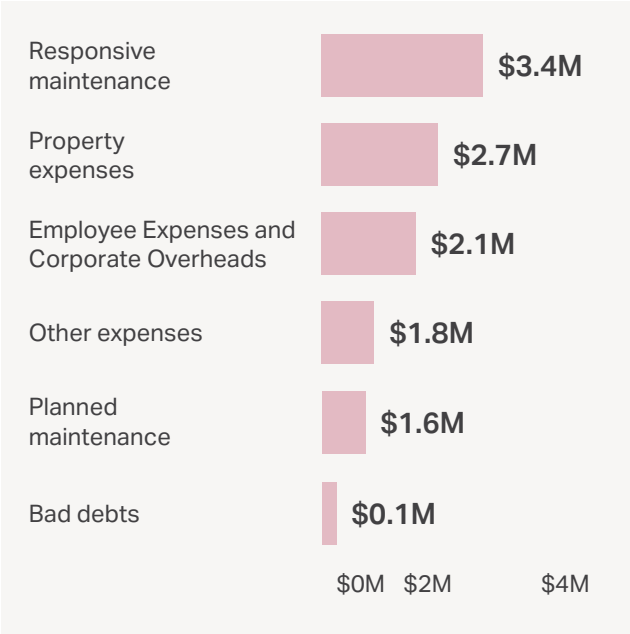 Responsive
maintenance
$3.4M
Property
expenses
$2.7M
Employee Expenses and
Corporate Overheads
$2.1M
Other expenses
$1.8M
Planned
maintenance
$1.6M
Bad debts
$0.1M
$0M $2M $4M